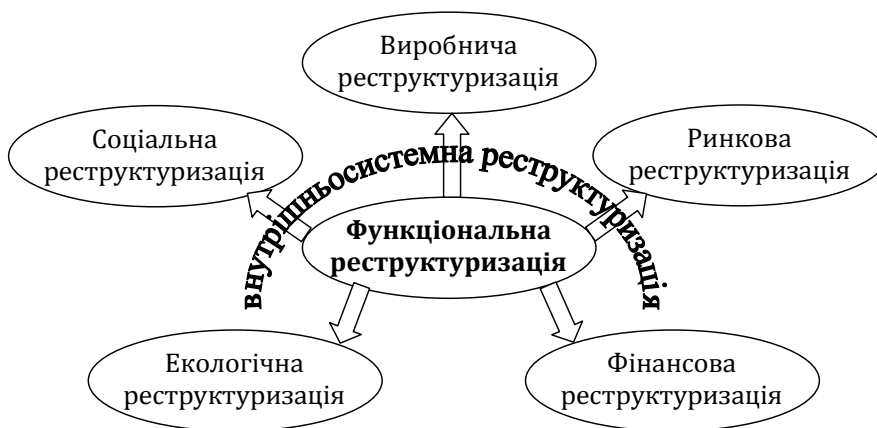 Виробнича
реструктуризація
Соціальна
реструктуризація
Ринкова
реструктуризація
внутрішньосистемна реструктуризація
Функціональна
реструктуризація
Екологічна
реструктуризація
Фінансова
реструктуризація